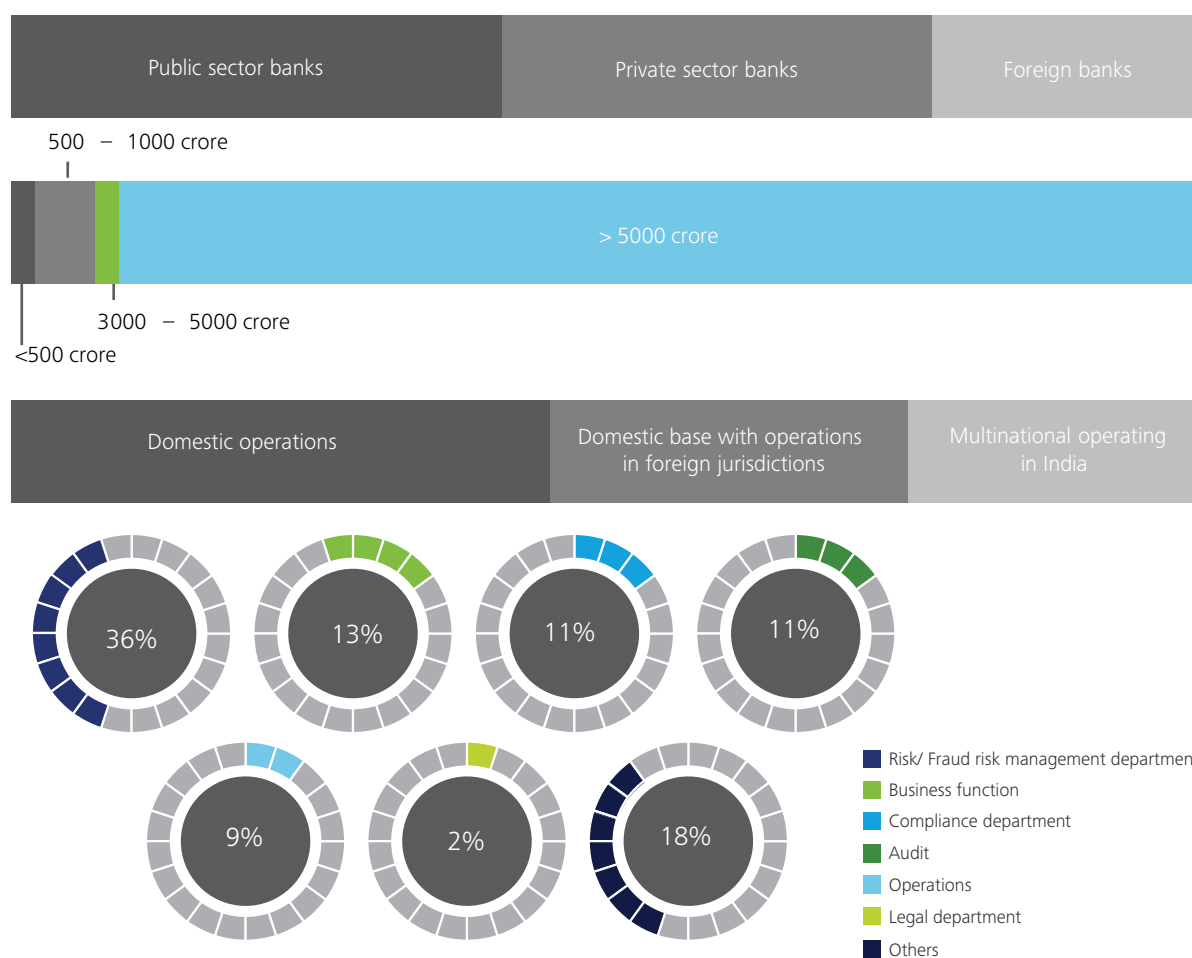 Public sector banks
Private sector banks
Foreign banks
500 – 1000 crore
> 5000 crore
3000 – 5000 crore
<500 crore
Domestic operations
Domestic base with operations
in foreign jurisdictions
Multinational operating
in India
36%
13%
11%
11%
9%
2%
18%
Risk/ Fraud risk management departmen
Business function
Compliance department
Audit
Operations
Legal department
Others